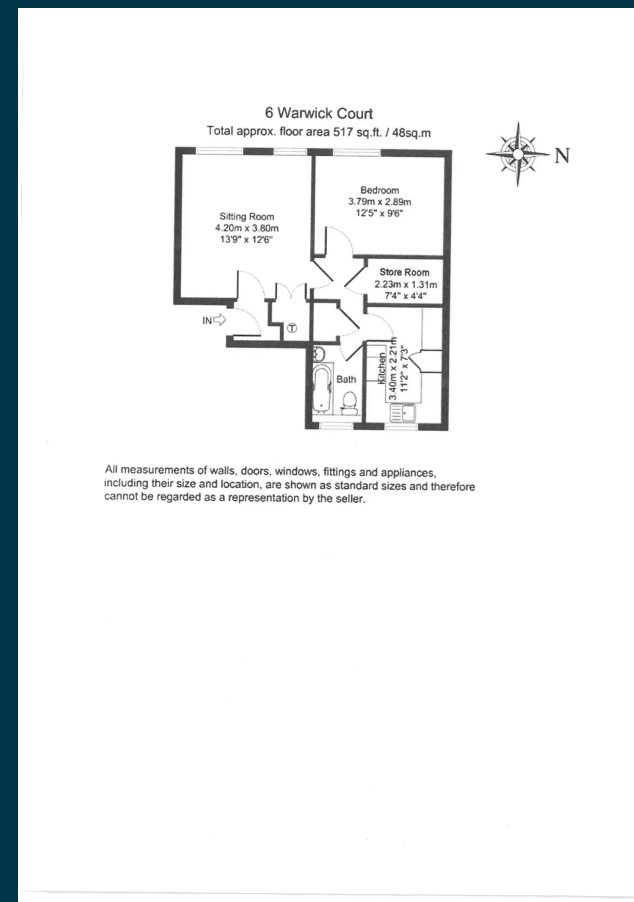 6 Warwick Court
Total approx. floor area 517 sq.ft. / 48sq.m
N
Bedroom
3.79m x 2.89m
12'5" x 9'6"
Sitting Room
4.20m x 3.80m
13'9" x 12'6"
Store Room
2.23m x 1.31m
7'4" x 4'4"
IN
T
Bath
Kitchen
3.40m x 2.21m
11'2" x 7'3"
All measurements of walls, doors, windows, fittings and appliances,
including their size and location, are shown as standard sizes and therefore
cannot be regarded as a representation by the seller.